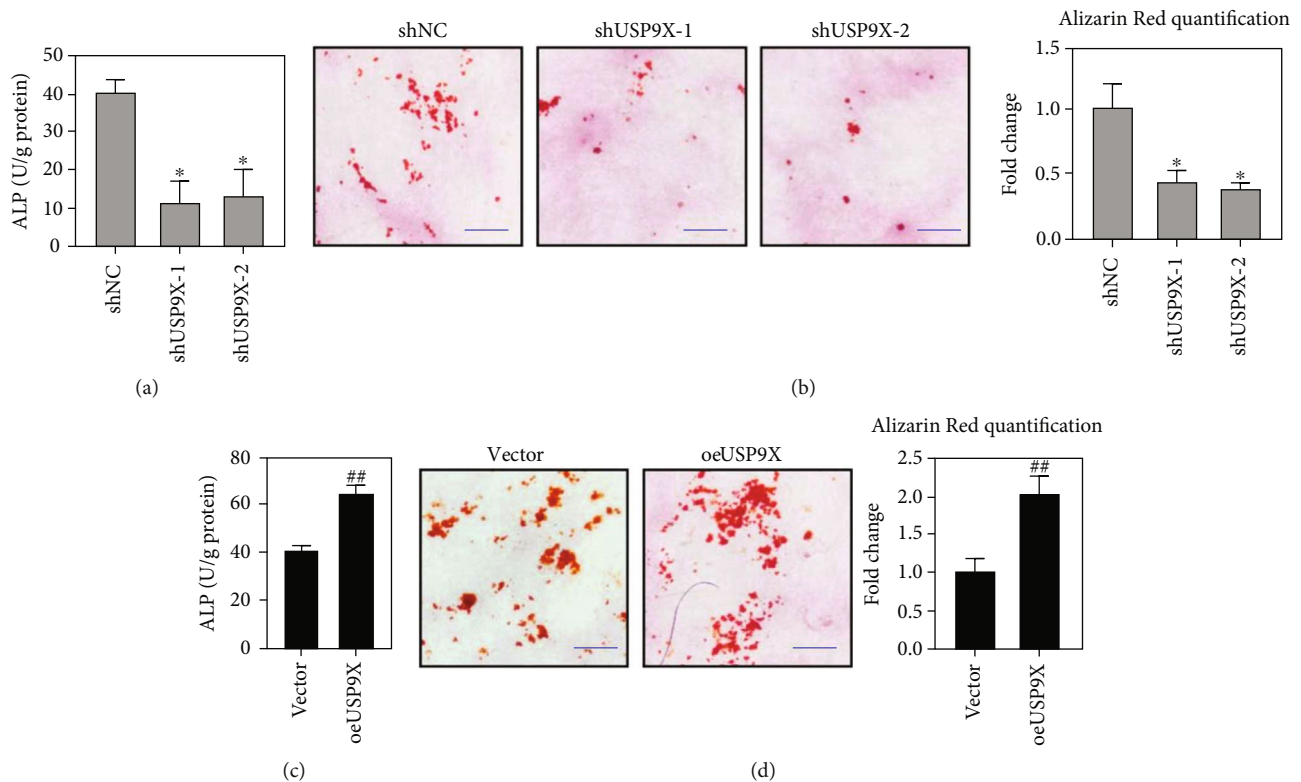 shNC
shUSP9X-1
shUSP9X-2
Alizarin Red quantification
ALP (U/g protein)
50
40
30
20
10
0
*
*
shNC
shUSP9X-1
shUSP9X-2
(a)
Fold change
1.5
1.0
0.5
0.0
*
*
shNC
shUSP9X-1
shUSP9X-2
(b)
ALP (U/g protein)
80
60
40
20
0
##
Vector
oeUSP9X
(c)
Vector
oeUSP9X
Alizarin Red quantification
Fold change
2.5
2.0
1.5
1.0
0.5
0.0
##
Vector
oeUSP9X
(d)